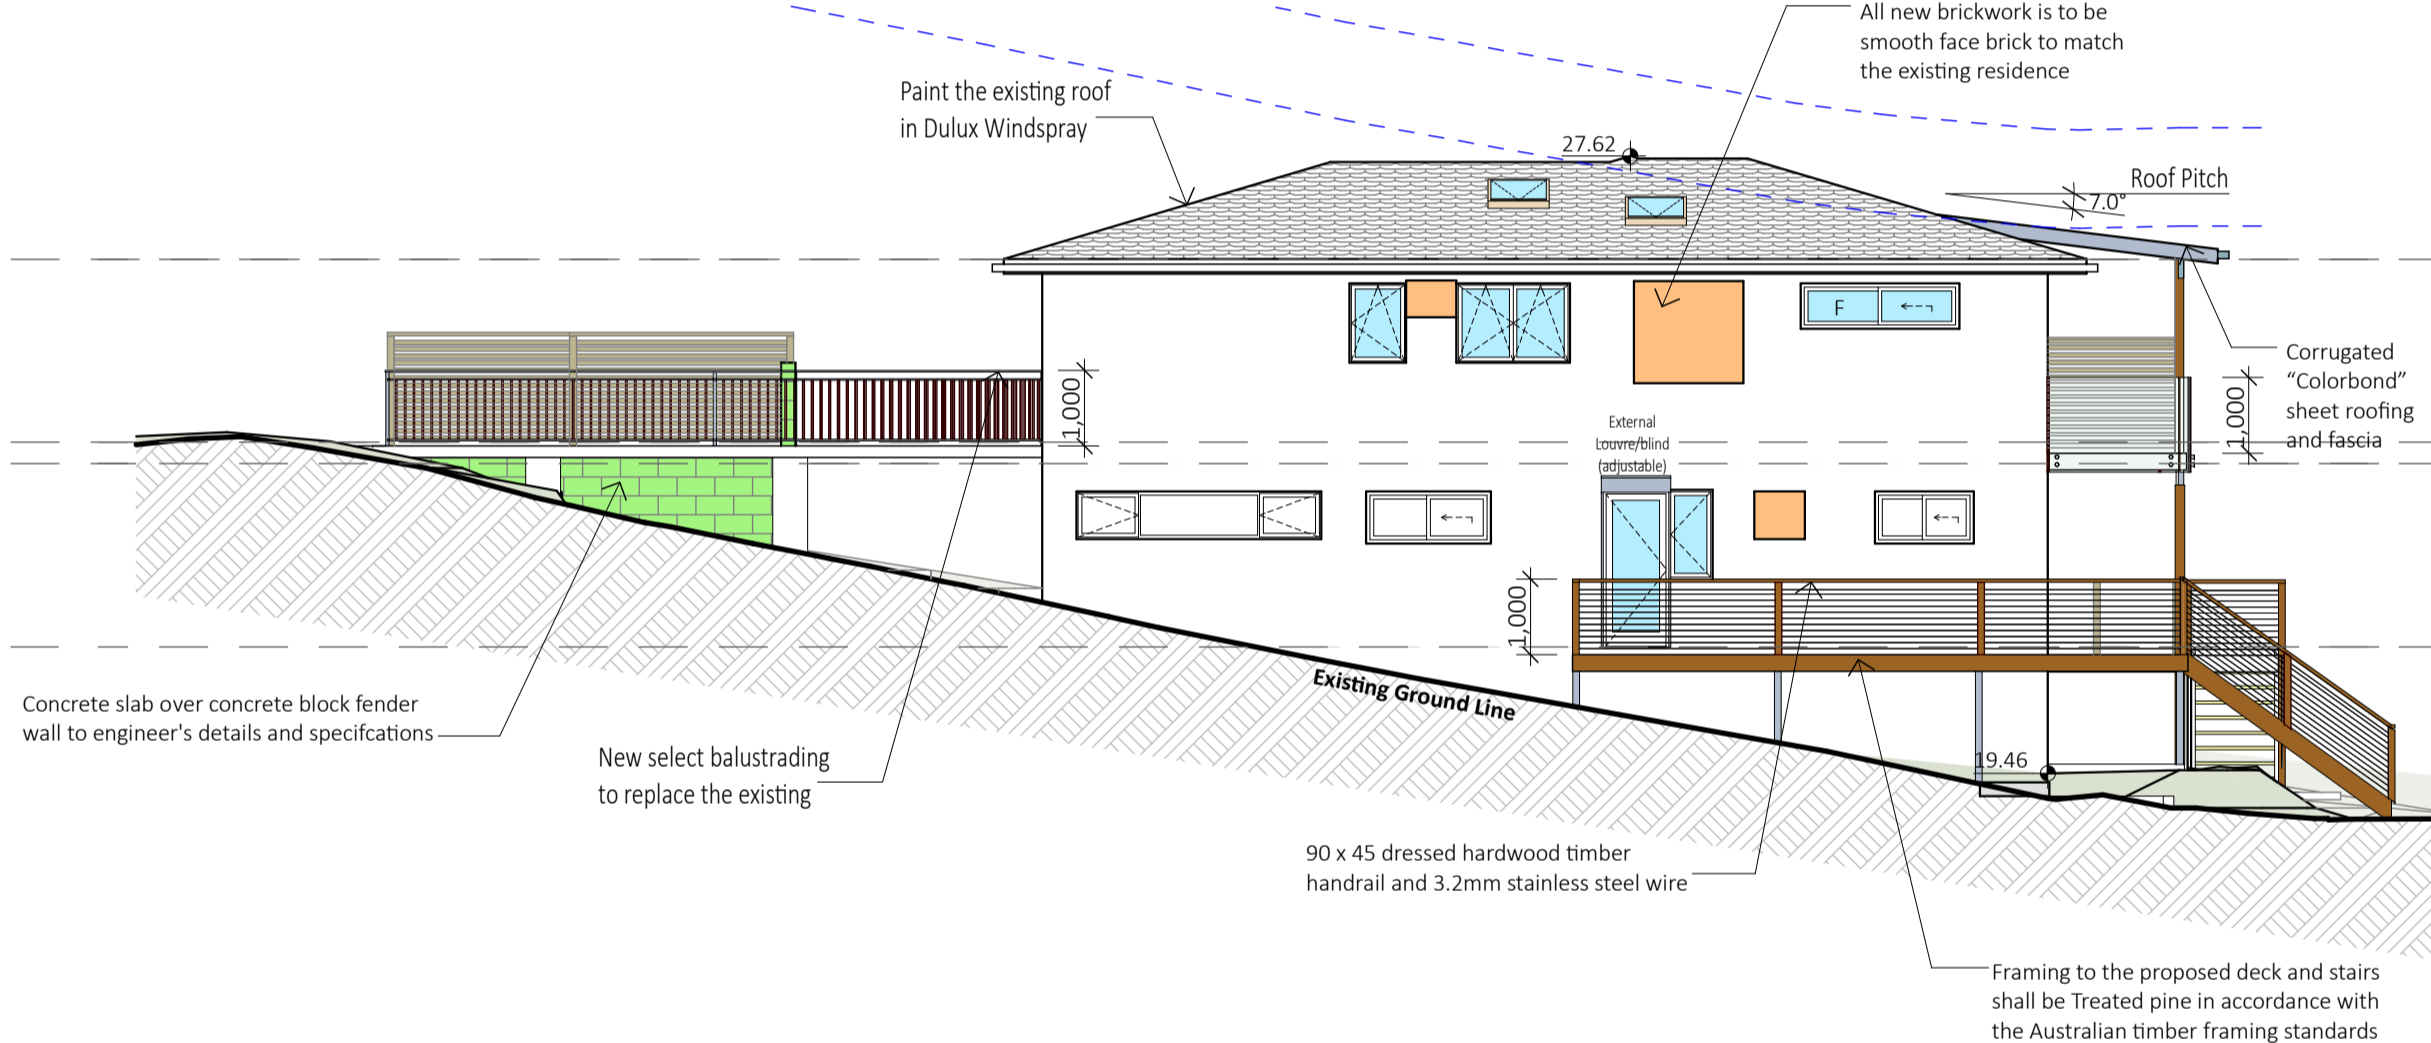 All new brickwork is to be
smooth face brick to match
the existing residence
Paint the existing roof
in Dulux Windspray
27.62
Roof Pitch
7.0°
F
Corrugated
“Colorbond”
sheet roofing
and fascia
1,000
1,000
External
Louvre/blind
(adjustable)
1,000
Existing Ground Line
Concrete slab over concrete block fender
wall to engineer's details and specifcations
New select balustrading
to replace the existing
19.46
90 x 45 dressed hardwood timber
handrail and 3.2mm stainless steel wire
Framing to the proposed deck and stairs
shall be Treated pine in accordance with
the Australian timber framing standards